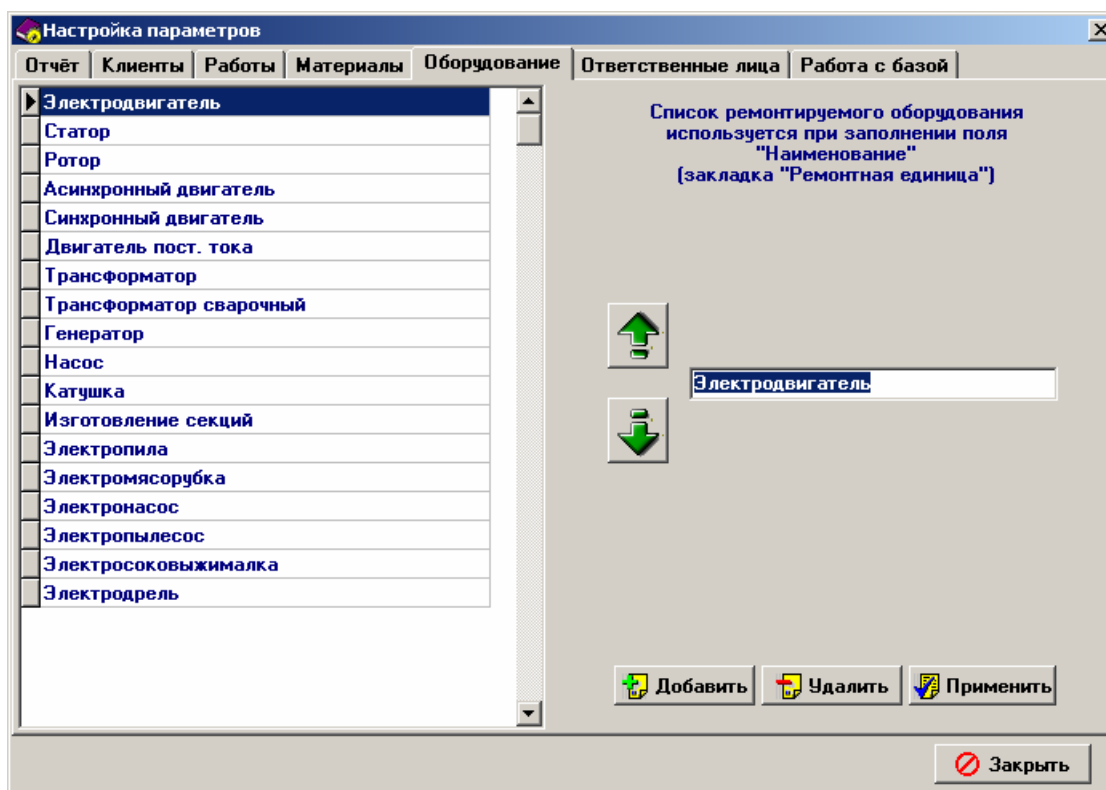 Настройка параметров
Отчёт Клиенты Работы Материалы Оборудование Ответственные лица Работа с базой
Электродвигатель
Статор
Ротор
Асинхронный двигатель
Синхронный двигатель
Двигатель пост. тока
Трансформатор
Трансформатор сварочный
Генератор
Насос
Катушка
Изготовление секций
Электропила
Электромясорубка
Электронасос
Электропылесос
Электросоковыжималка
Электродрель
Список ремонтируемого оборудования
используется при заполнении поля
"Наименование"
(закладка "Ремонтная единица")
Электродвигатель
Добавить Удалить Применить
Закрыть